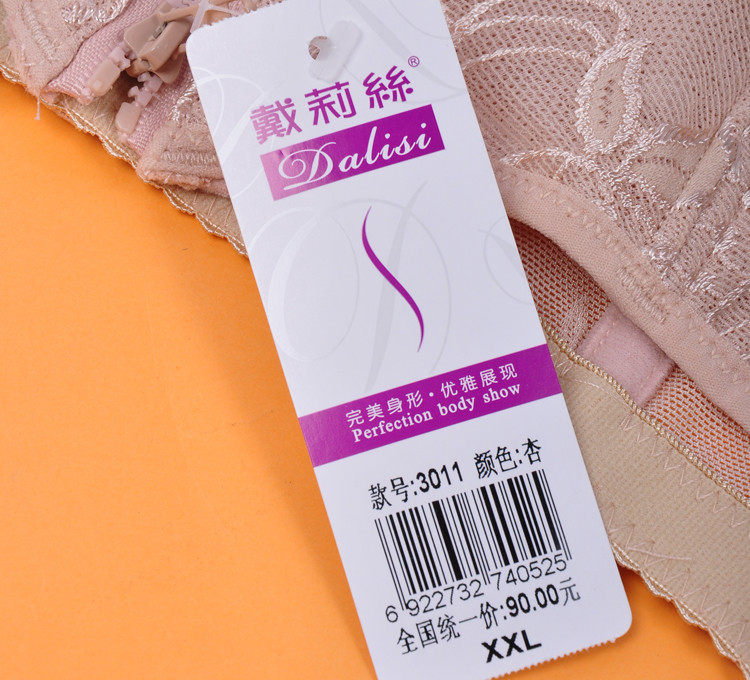 戴莉絲®
Dalisi
完美身形·优雅展现
Perfection body show
款号:3011 颜色:杏
6 922732 740525
全国统一价:90.00元
XXL